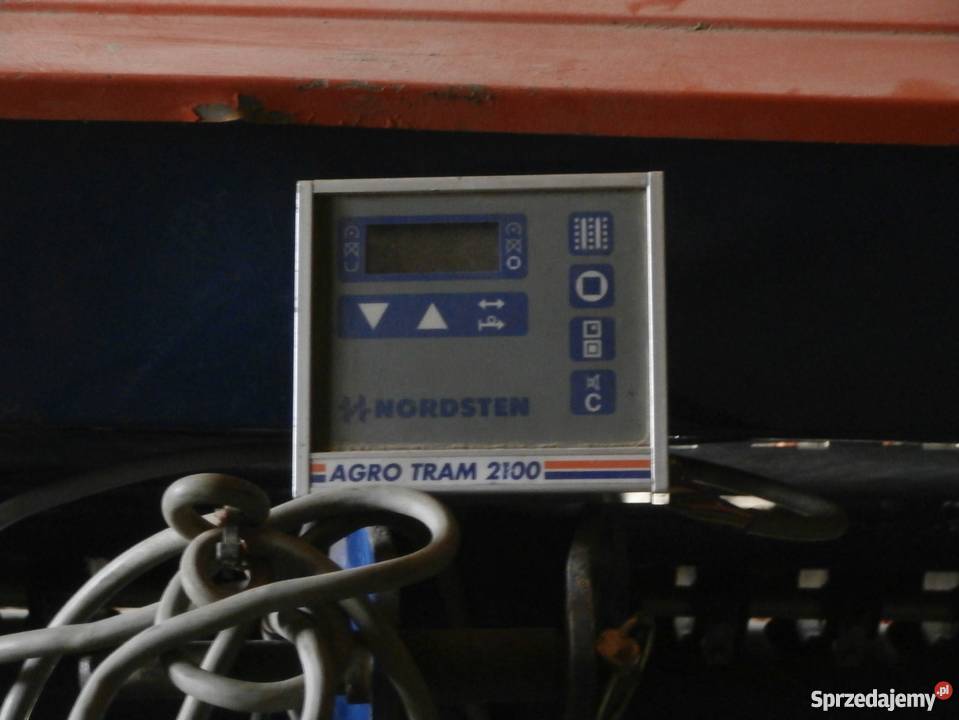 C
NORDSTEN
AGRO TRAM 2100
Sprzedajemy.pl